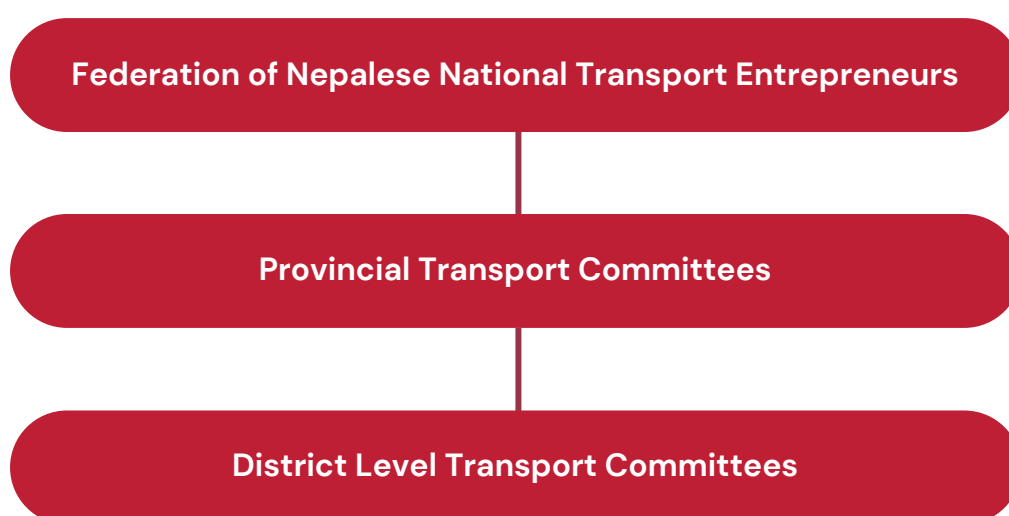 Federation of Nepalese National Transport Entrepreneurs
Provincial Transport Committees
District Level Transport Committees